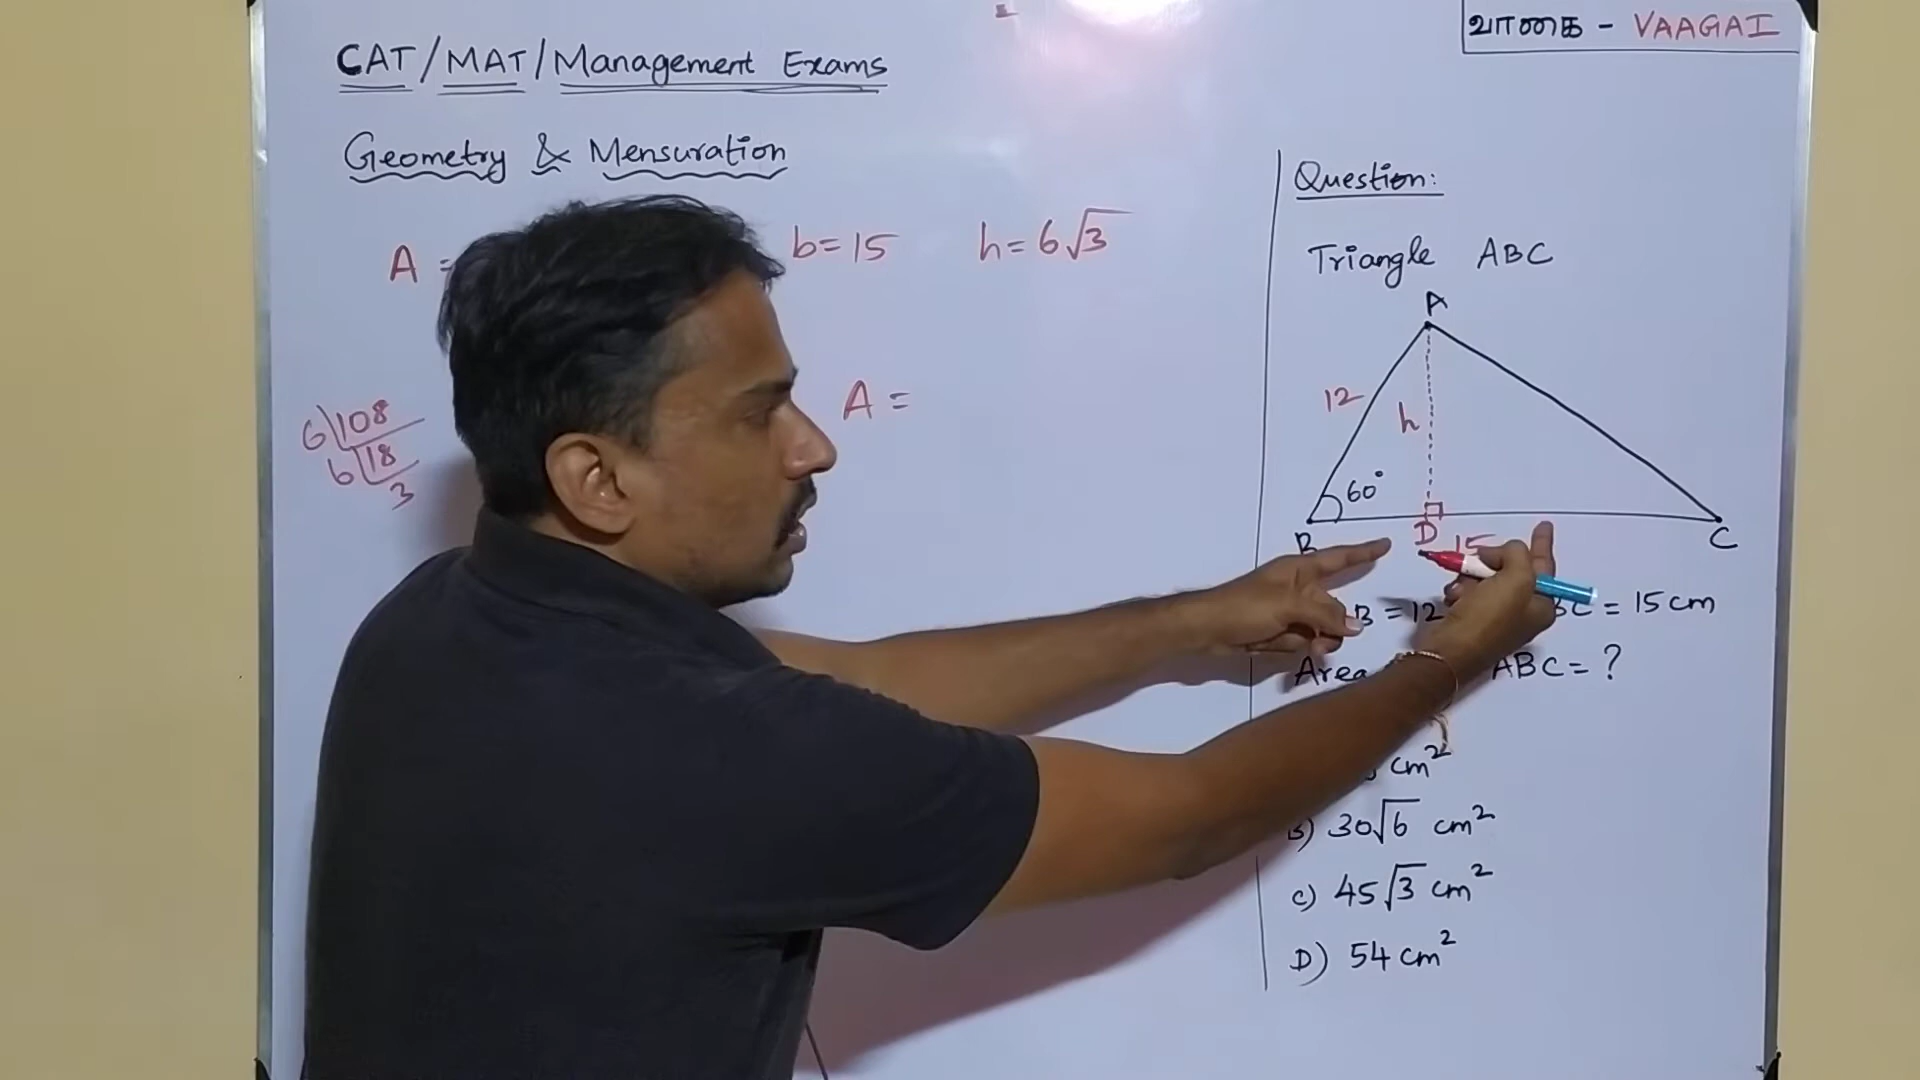 CAT/MAT/Management Exams
வாகை - VAAGAI
Geometry & Mensuration
A =
b=15
h=6√3
A =
6 108
6 18
3
Question:
Triangle ABC
A
12
h
60°
B
D
15
C
B = 12
BC = 15 cm
Area
ABC = ?
cm²
B) 30√6 cm²
C) 45√3 cm²
D) 54 cm²